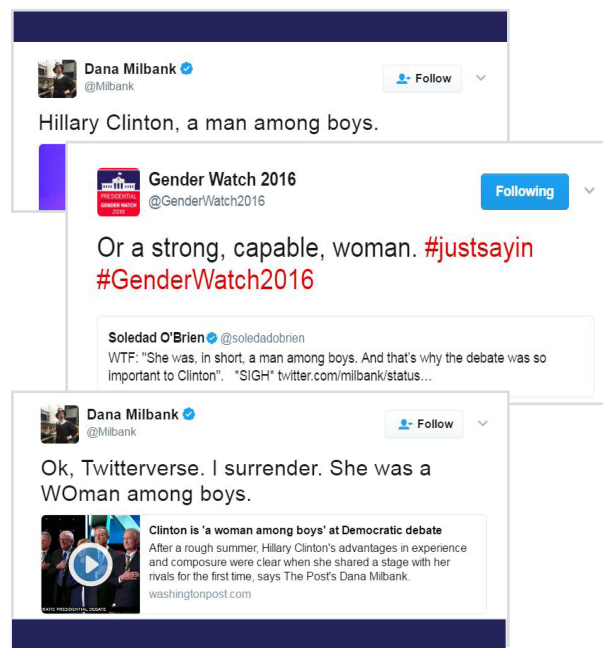 Dana Milbank
@Milbank
Follow
Hillary Clinton, a man among boys.
PRESIDENTIAL
GENDER WATCH
2016
Gender Watch 2016
@GenderWatch2016
Following
Or a strong, capable, woman. #justsayin
#GenderWatch2016
Soledad O'Brien @soledadobrien
WTF: "She was, in short, a man among boys. And that's why the debate was so
important to Clinton". *SIGH* twitter.com/milbank/status...
Dana Milbank
@Milbank
Follow
Ok, Twitterverse. I surrender. She was a
WOman among boys.
Clinton is 'a woman among boys' at Democratic debate
After a rough summer, Hillary Clinton's advantages in experience
and composure were clear when she shared a stage with her
rivals for the first time, says The Post's Dana Milbank.
washingtonpost.com
RATIC PRESIDENTIAL DEBATE